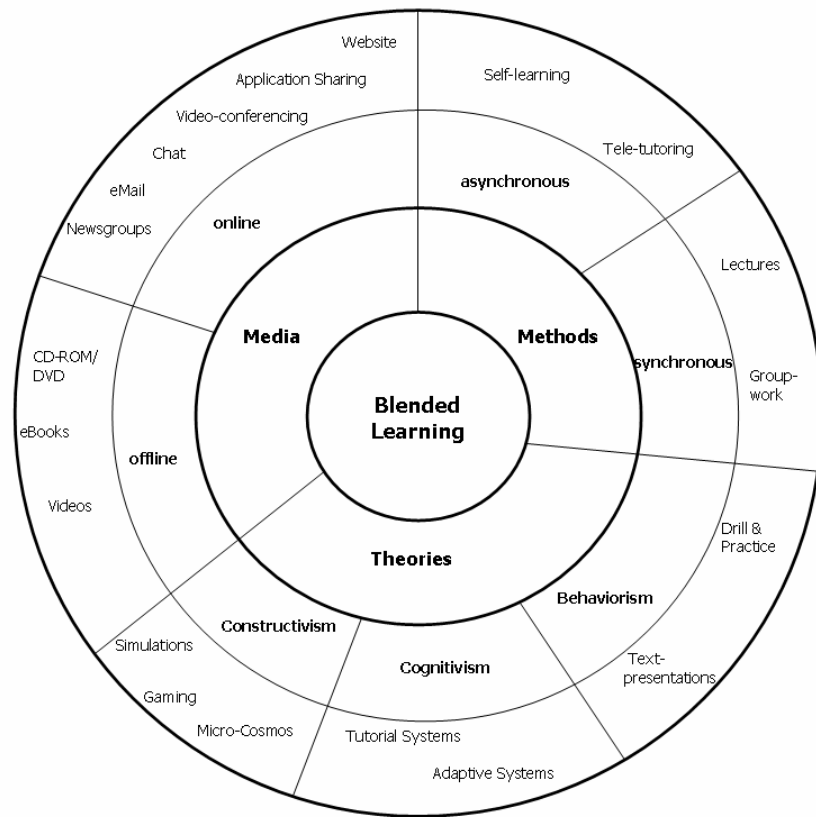 Website
Application Sharing
Video-conferencing
Chat
eMail
Newsgroups
online
Self-learning
Tele-tutoring
asynchronous
Lectures
Group-
work
synchronous
Media
Methods
Blended
Learning
CD-ROM/
DVD
eBooks
Videos
offline
Theories
Constructivism
Simulations
Gaming
Micro-Cosmos
Cognitivism
Tutorial Systems
Adaptive Systems
Behaviorism
Drill &
Practice
Text-
presentations